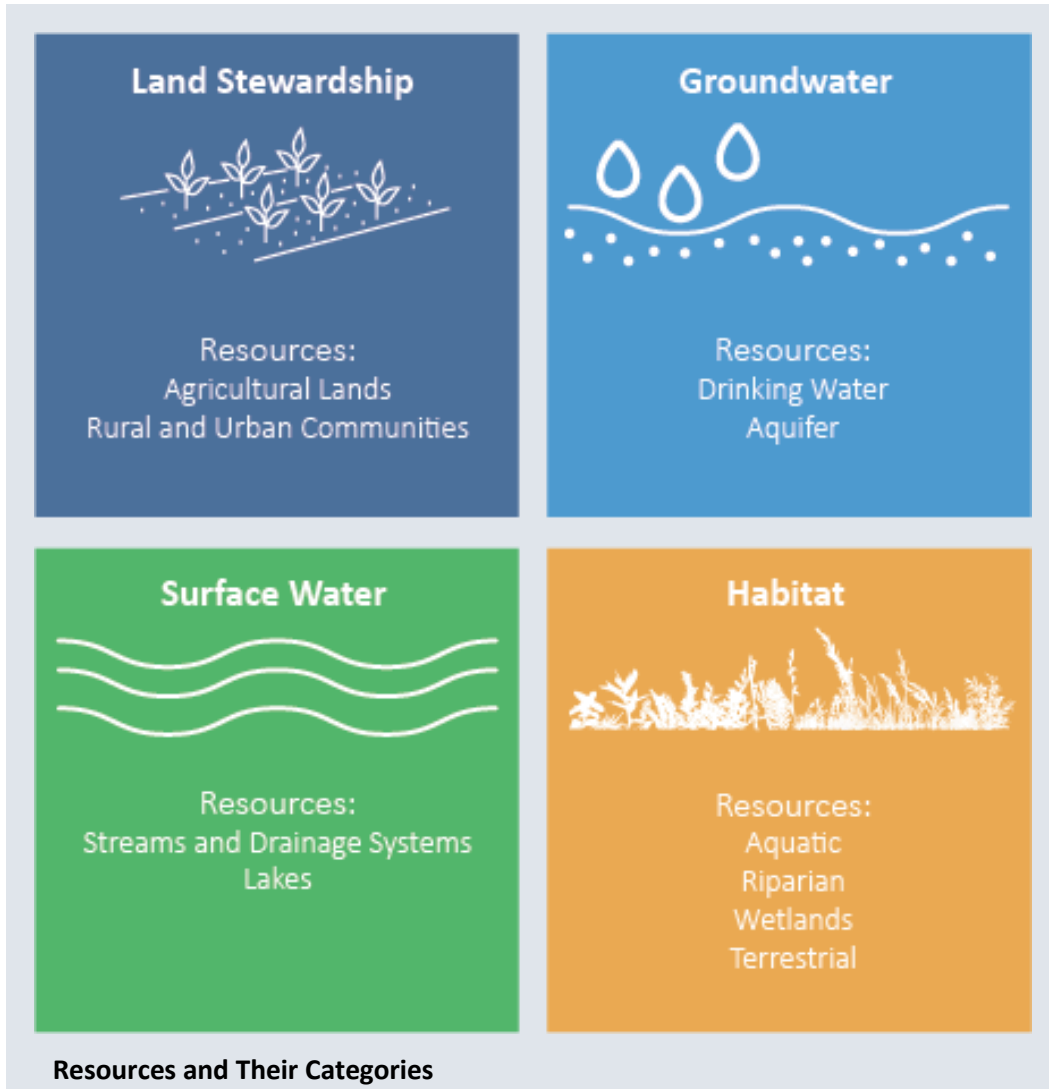 Land Stewardship
Resources:
Agricultural Lands
Rural and Urban Communities
Groundwater
Resources:
Drinking Water
Aquifer
Surface Water
Resources:
Streams and Drainage Systems
Lakes
Habitat
Resources:
Aquatic
Riparian
Wetlands
Terrestrial
Resources and Their Categories